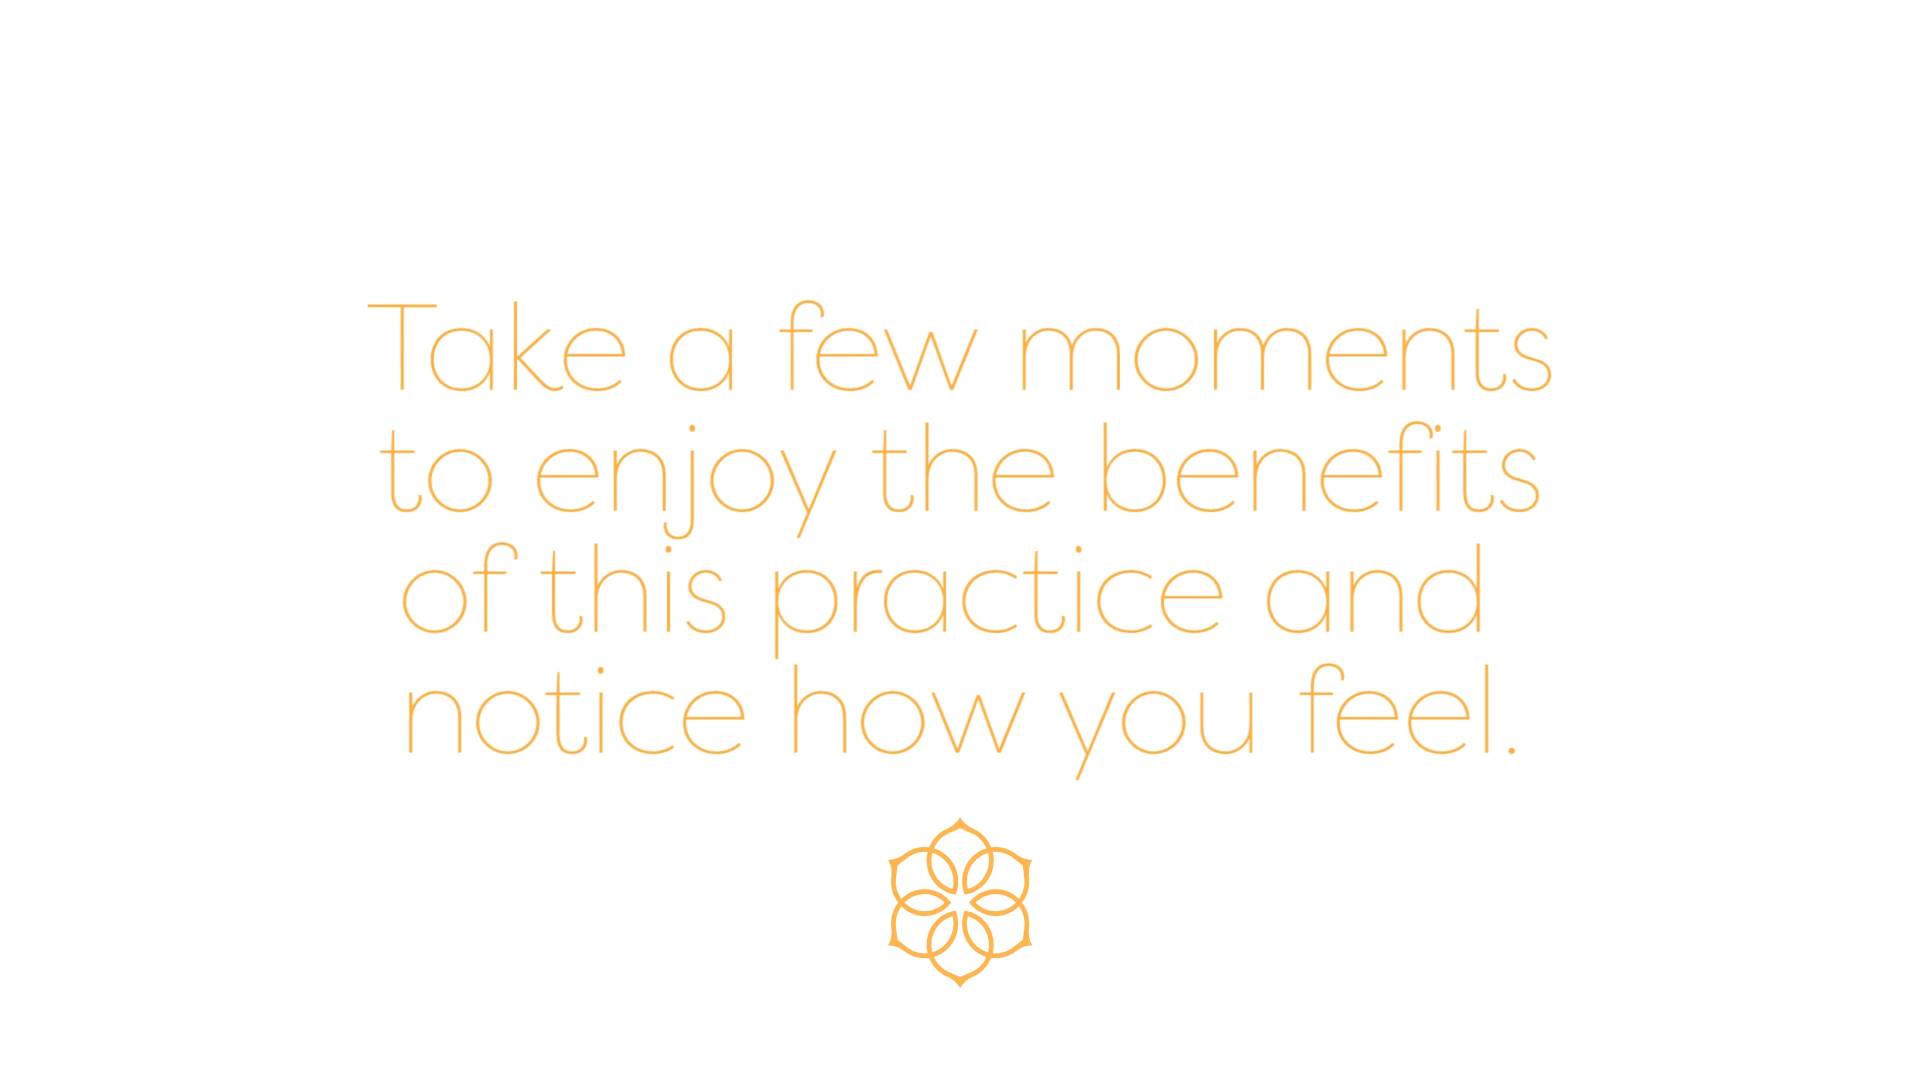 Take a few moments
to enjoy the benefits
of this practice and
notice how you feel.